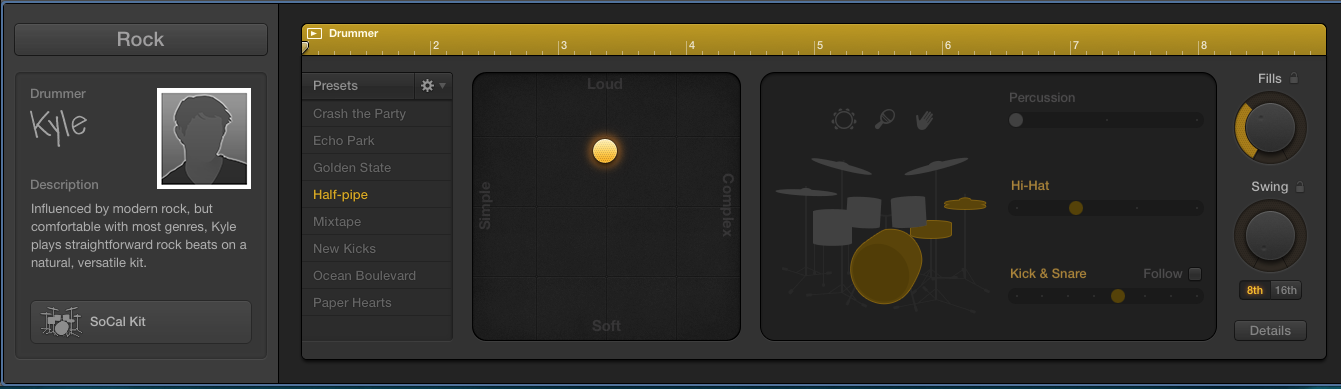 Rock
Drummer
Kyle
Description
Influenced by modern rock, but
comfortable with most genres, Kyle
plays straightforward rock beats on a
natural, versatile kit.
SoCal Kit
Drummer
2 3 4 5 6 7 8
Presets
Crash the Party
Echo Park
Golden State
Half-pipe
Mixtape
New Kicks
Ocean Boulevard
Paper Hearts
Loud
Simple
Complex
Soft
Percussion
Hi-Hat
Kick & Snare Follow
Fills
Swing
8th 16th
Details